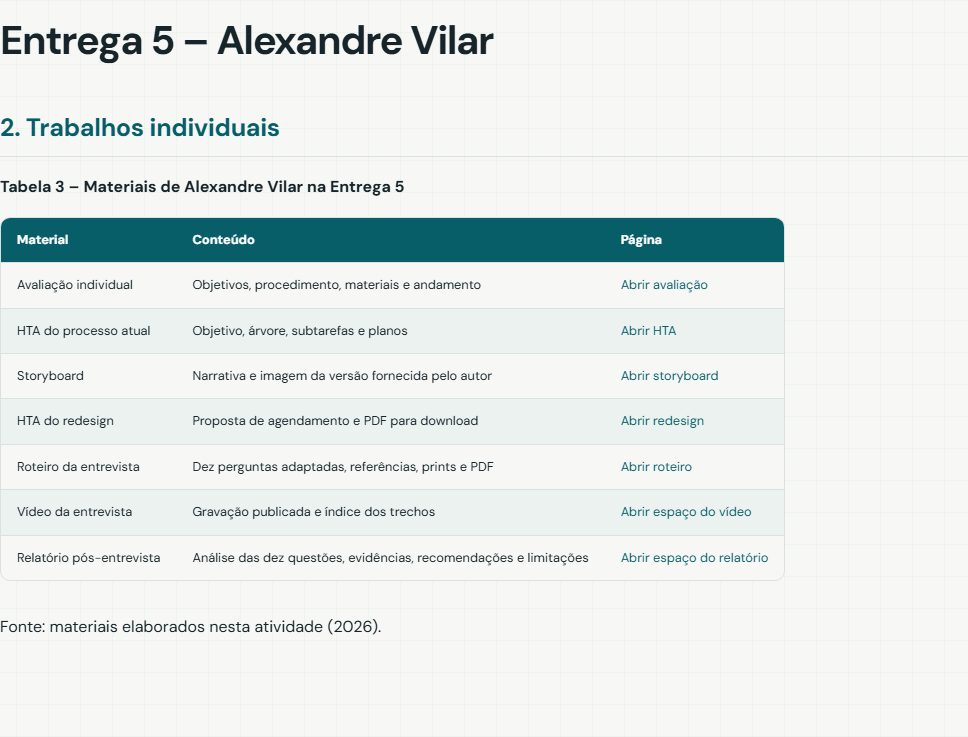 Entrega 5 – Alexandre Vilar
2. Trabalhos individuais
Tabela 3 – Materiais de Alexandre Vilar na Entrega 5
Material Conteúdo Página
Avaliação individual Objetivos, procedimento, materiais e andamento Abrir avaliação
HTA do processo atual Objetivo, árvore, subtarefas e planos Abrir HTA
Storyboard Narrativa e imagem da versão fornecida pelo autor Abrir storyboard
HTA do redesign Proposta de agendamento e PDF para download Abrir redesign
Roteiro da entrevista Dez perguntas adaptadas, referências, prints e PDF Abrir roteiro
Vídeo da entrevista Gravação publicada e índice dos trechos Abrir espaço do vídeo
Relatório pós-entrevista Análise das dez questões, evidências, recomendações e limitações Abrir espaço do relatório
Fonte: materiais elaborados nesta atividade (2026).